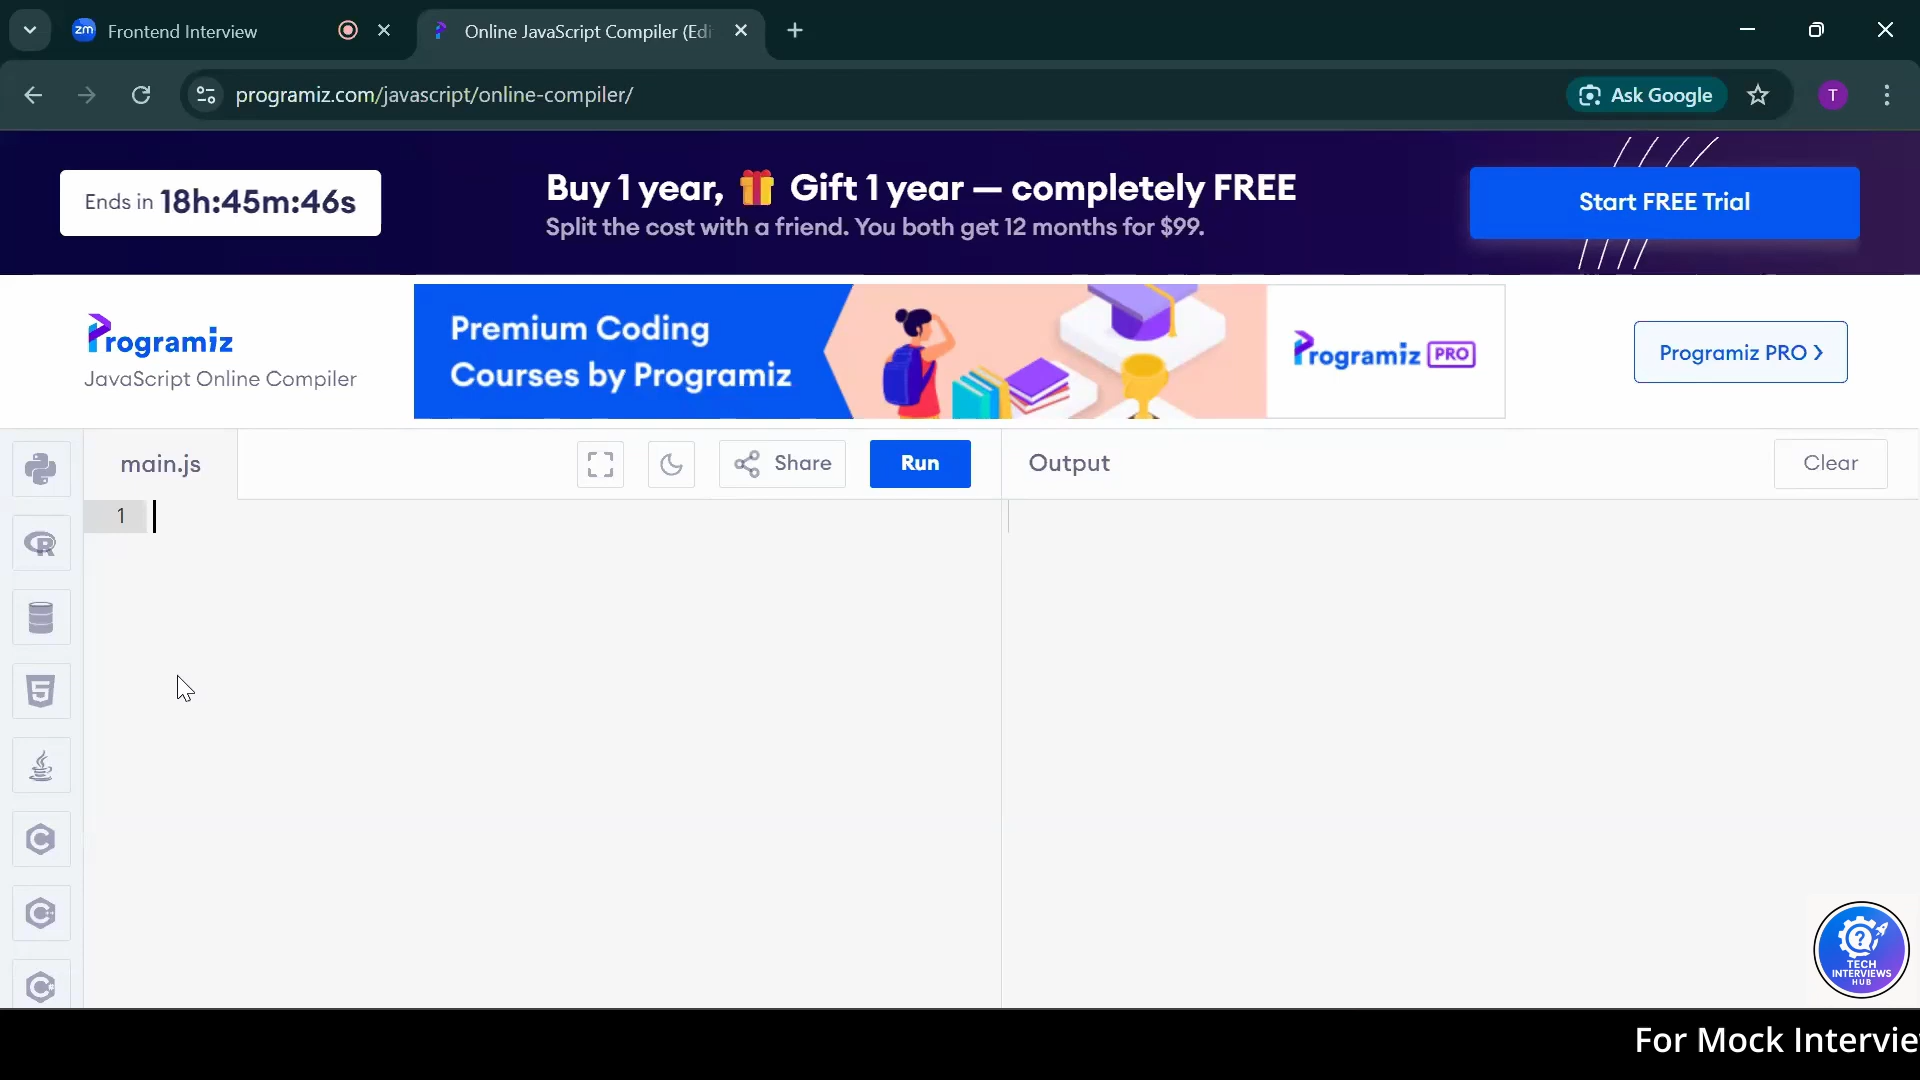 Frontend Interview
Online JavaScript Compiler (Edi
programiz.com/javascript/online-compiler/
Ask Google
T
Ends in 18h:45m:46s
Buy 1 year, 🎁 Gift 1 year — completely FREE
Split the cost with a friend. You both get 12 months for $99.
Start FREE Trial
Programiz
JavaScript Online Compiler
Premium Coding
Courses by Programiz
Programiz PRO
Programiz PRO ›
main.js
Share
Run
Output
Clear
1
TECH
INTERVIEWS
HUB
For Mock Intervie